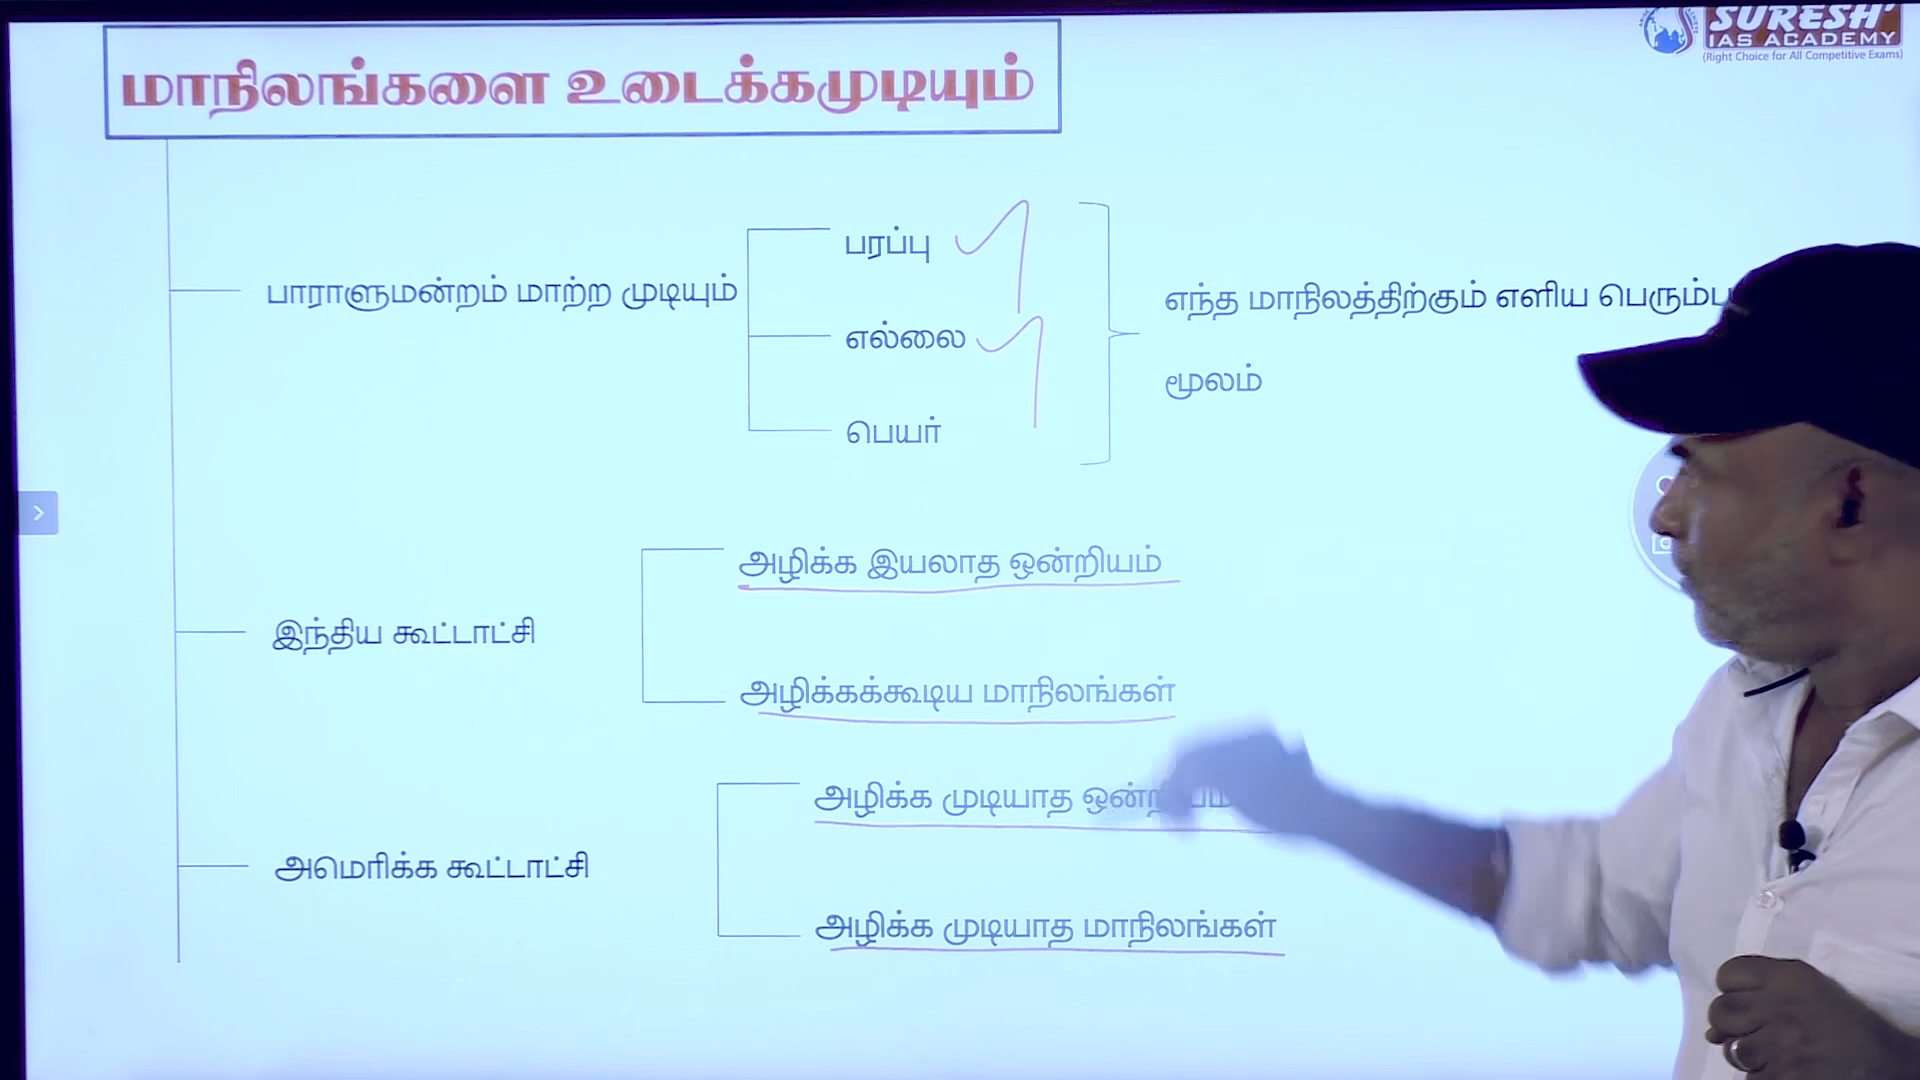 SURESH'
IAS ACADEMY
(Right Choice for All Competitive Exams)
மாநிலங்களை உடைக்கமுடியும்
பாராளுமன்றம் மாற்ற முடியும்
பரப்பு
எல்லை
பெயர்
எந்த மாநிலத்திற்கும் எளிய
மூலம்
இந்திய கூட்டாட்சி
அழிக்க இயலாத ஒன்றியம்
அழிக்கக்கூடிய மாநிலங்கள்
அமெரிக்க கூட்டாட்சி
அழிக்க முடியாத
அழிக்க முடியாத மாநிலங்கள்